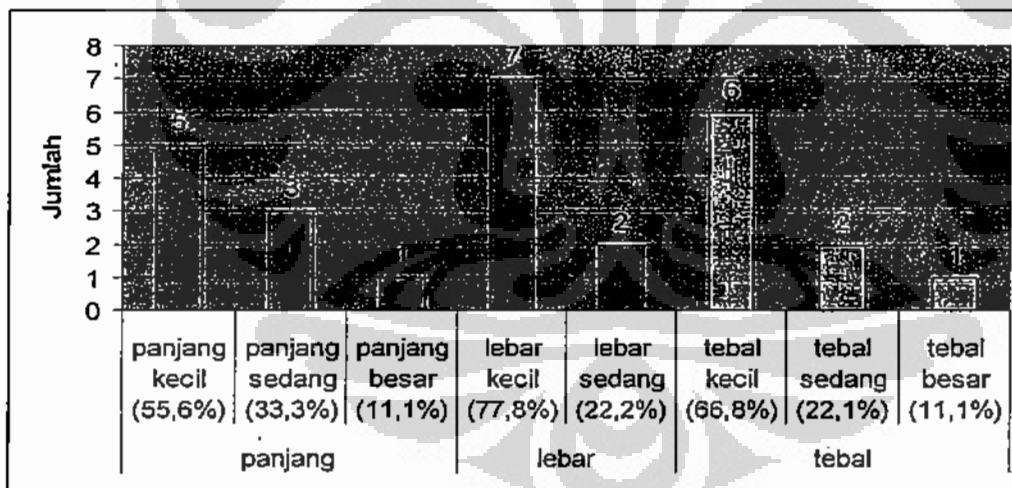 8
7
6
5
4
3
2
1
0
Jumlah
5
3
1
7
2
6
2
1
panjang kecil (55,6%)
panjang sedang (33,3%)
panjang besar (11,1%)
lebar kecil (77,8%)
lebar sedang (22,2%)
tebal kecil (66,8%)
tebal sedang (22,1%)
tebal besar (11,1%)
panjang
lebar
tebal